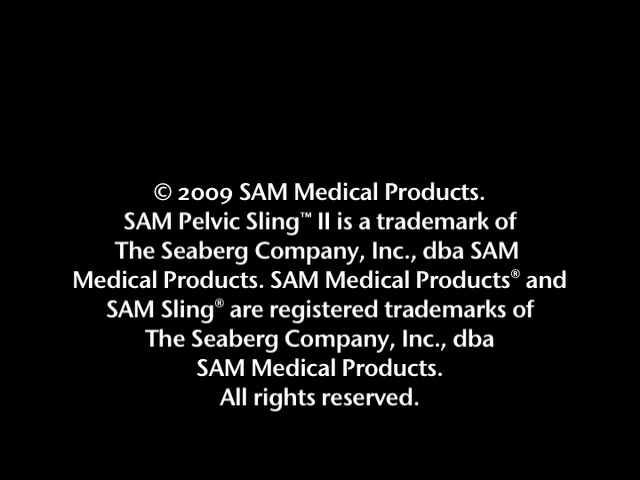 © 2009 SAM Medical Products.
SAM Pelvic Sling™ II is a trademark of
The Seaberg Company, Inc., dba SAM
Medical Products. SAM Medical Products® and
SAM Sling® are registered trademarks of
The Seaberg Company, Inc., dba
SAM Medical Products.
All rights reserved.